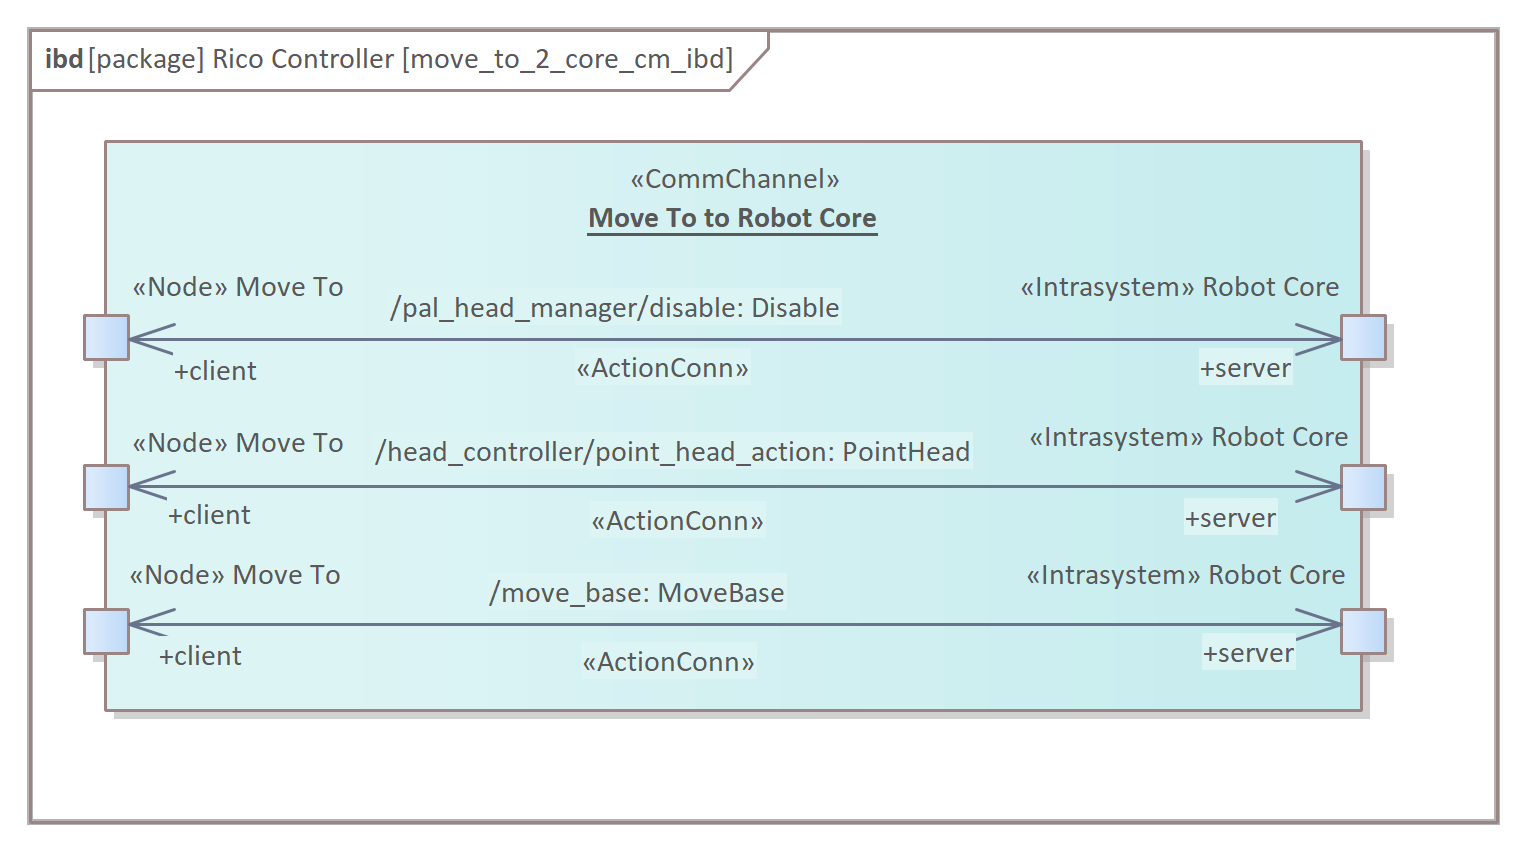 ibd [package] Rico Controller [move_to_2_core_cm_ibd]
«CommChannel»
Move To to Robot Core
«Node» Move To
«Intrasystem» Robot Core
/pal_head_manager/disable: Disable
+client
«ActionConn»
+server
«Node» Move To
«Intrasystem» Robot Core
/head_controller/point_head_action: PointHead
+client
«ActionConn»
+server
«Node» Move To
«Intrasystem» Robot Core
/move_base: MoveBase
+client
«ActionConn»
+server